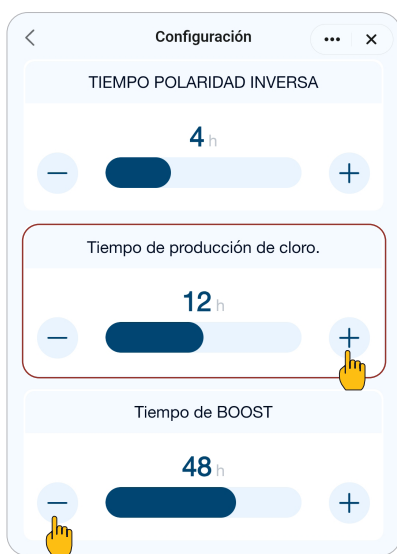 Configuración
TIEMPO POLARIDAD INVERSA
4 h
Tiempo de producción de cloro.
12 h
Tiempo de BOOST
48 h